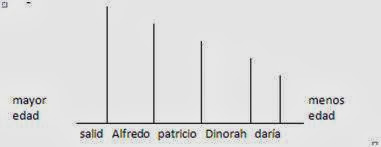 mayor
edad
menos
edad
salid Alfredo patricio Dinorah daría